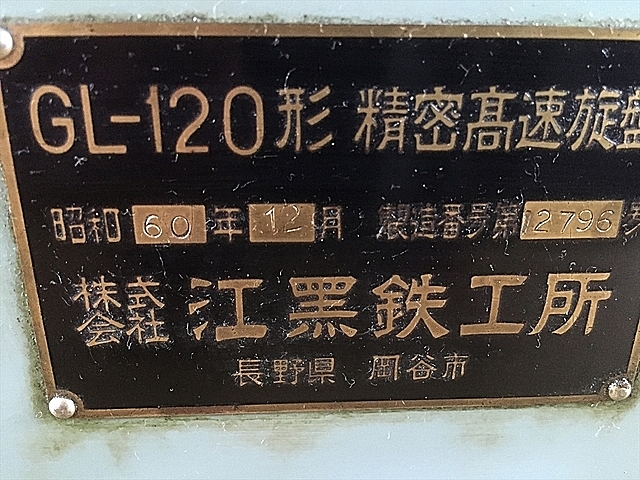 GL-120形 精密高速旋盤
昭和 60 年 12 月 製造番号第 12796 号
株式会社 江黒鉄工所
長野県 岡谷市